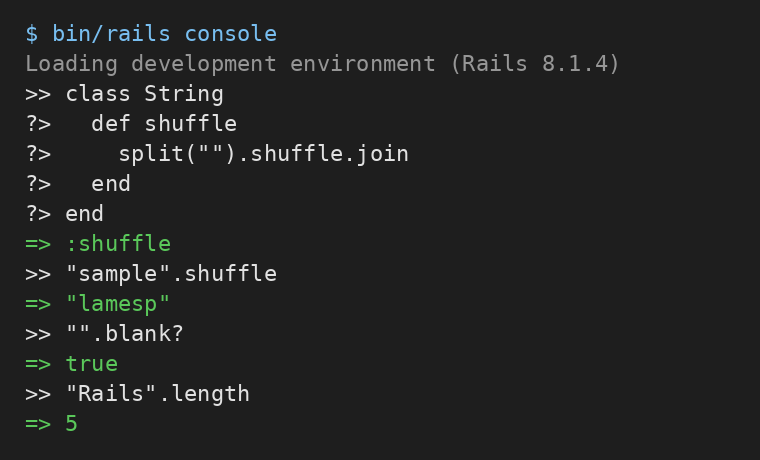 $ bin/rails console
Loading development environment (Rails 8.1.4)
>> class String
?>   def shuffle
?>     split("").shuffle.join
?>   end
?> end
=> :shuffle
>> "sample".shuffle
=> "lamesp"
>> "".blank?
=> true
>> "Rails".length
=> 5